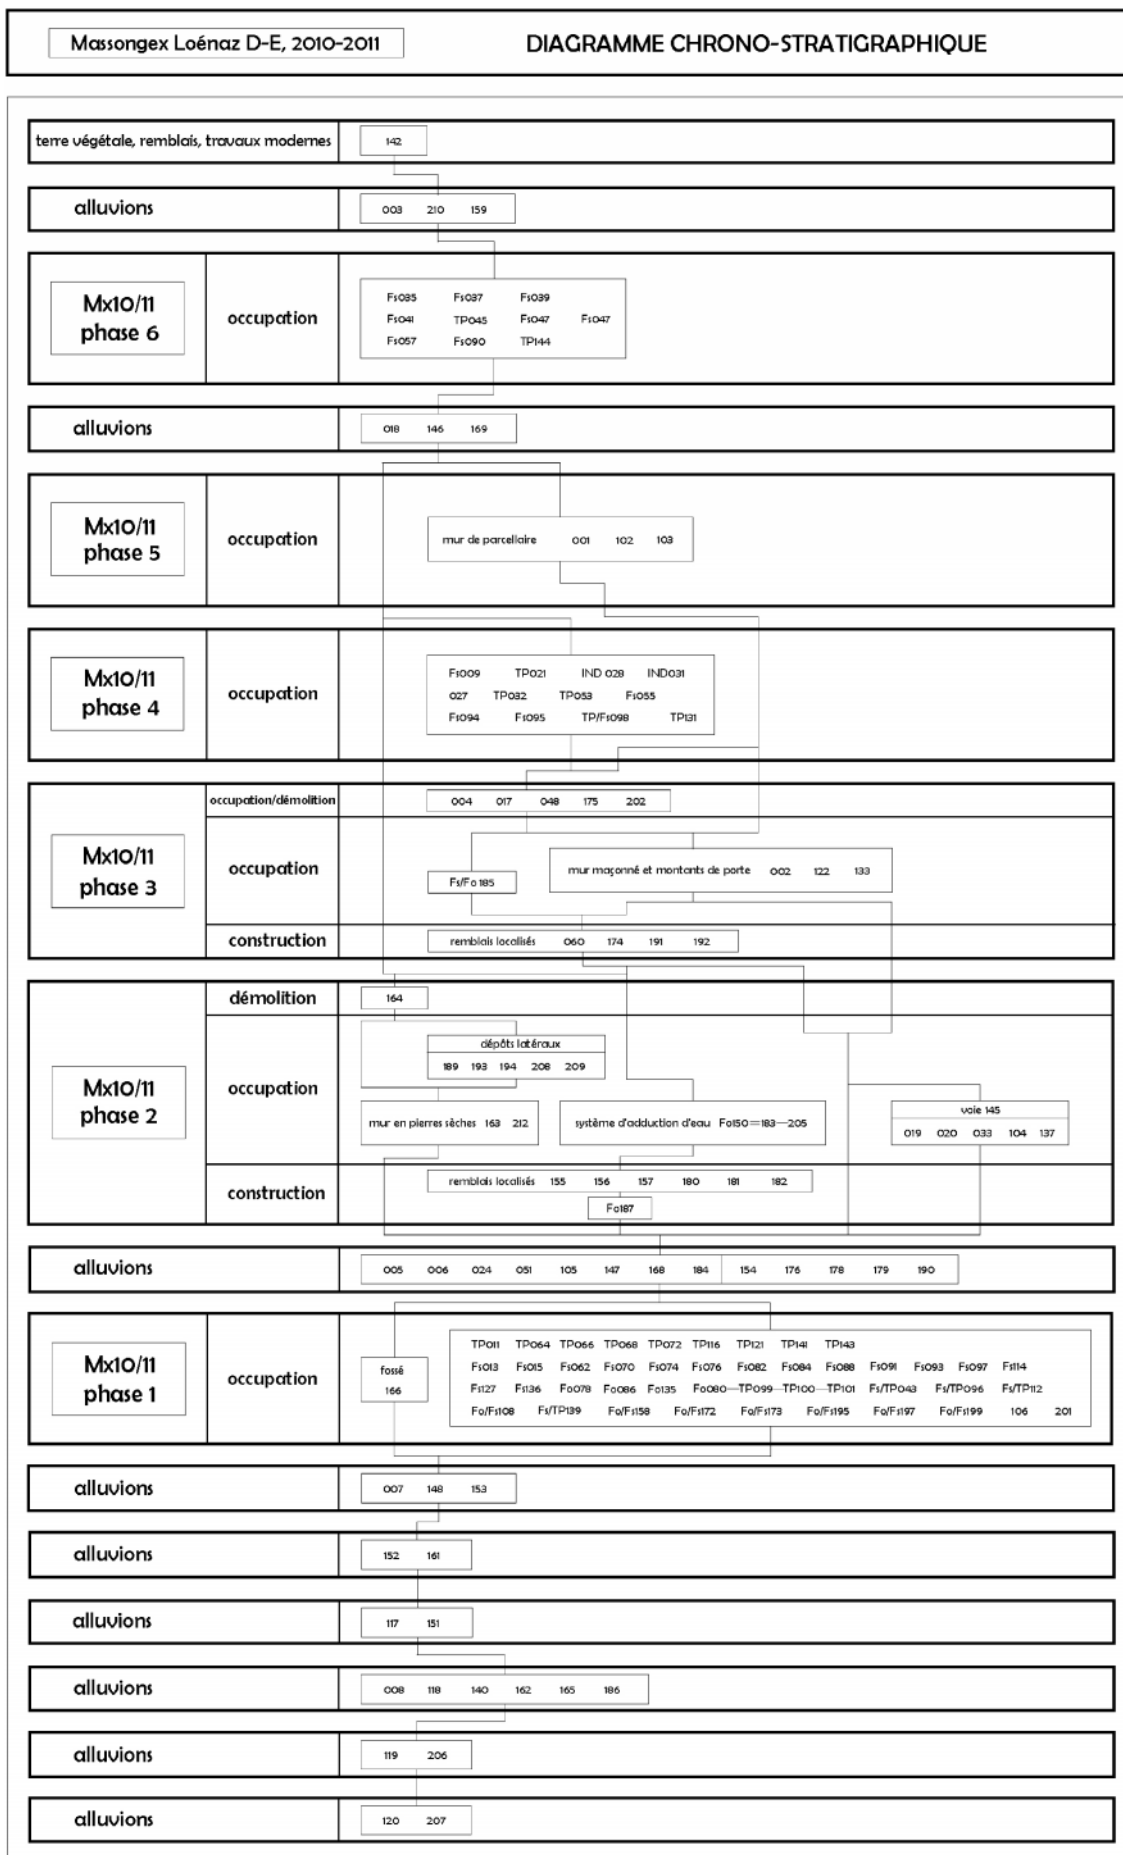 Massongex Loénaz D-E, 2010-2011 DIAGRAMME CHRONO-STRATIGRAPHIQUE
terre végétale, remblais, travaux modernes 142
alluvions 003 210 159
Mx10/11 phase 6 occupation
Fs035 Fs037 Fs039
Fs041 TP045 Fs047 Fs047
Fs057 Fs090 TP144
alluvions 018 146 169
Mx10/11 phase 5 occupation
mur de parcellaire 001 102 103
Mx10/11 phase 4 occupation
Fs009 TP021 IND 028 IND031
027 TP032 TP053 Fs055
Fs094 Fs095 TP/Fs098 TP131
Mx10/11 phase 3
occupation/démolition 004 017 048 175 202
occupation
mur maçonné et montants de porte 002 122 133
Fs/Fo 185
construction remblais localisés 060 174 191 192
Mx10/11 phase 2
démolition 164
occupation
dépôts latéraux
189 193 194 208 209
mur en pierres sèches 163 212
système d'adduction d'eau Fo150=183—205
voie 145
019 020 033 104 137
construction
remblais localisés 155 156 157 180 181 182
Fo187
alluvions 005 006 024 051 105 147 168 184 154 176 178 179 190
Mx10/11 phase 1 occupation
fossé
166
TP011 TP064 TP066 TP068 TP072 TP116 TP121 TP141 TP143
Fs013 Fs015 Fs062 Fs070 Fs074 Fs076 Fs082 Fs084 Fs088 Fs091 Fs093 Fs097 Fs114
Fs127 Fs136 Fo078 Fo086 Fo135 Fo080—TP099—TP100—TP101 Fs/TP043 Fs/TP096 Fs/TP112
Fo/Fs108 Fs/TP139 Fo/Fs158 Fo/Fs172 Fo/Fs173 Fo/Fs195 Fo/Fs197 Fo/Fs199 106 201
alluvions 007 148 153
alluvions 152 161
alluvions 117 151
alluvions 008 118 140 162 165 186
alluvions 119 206
alluvions 120 207